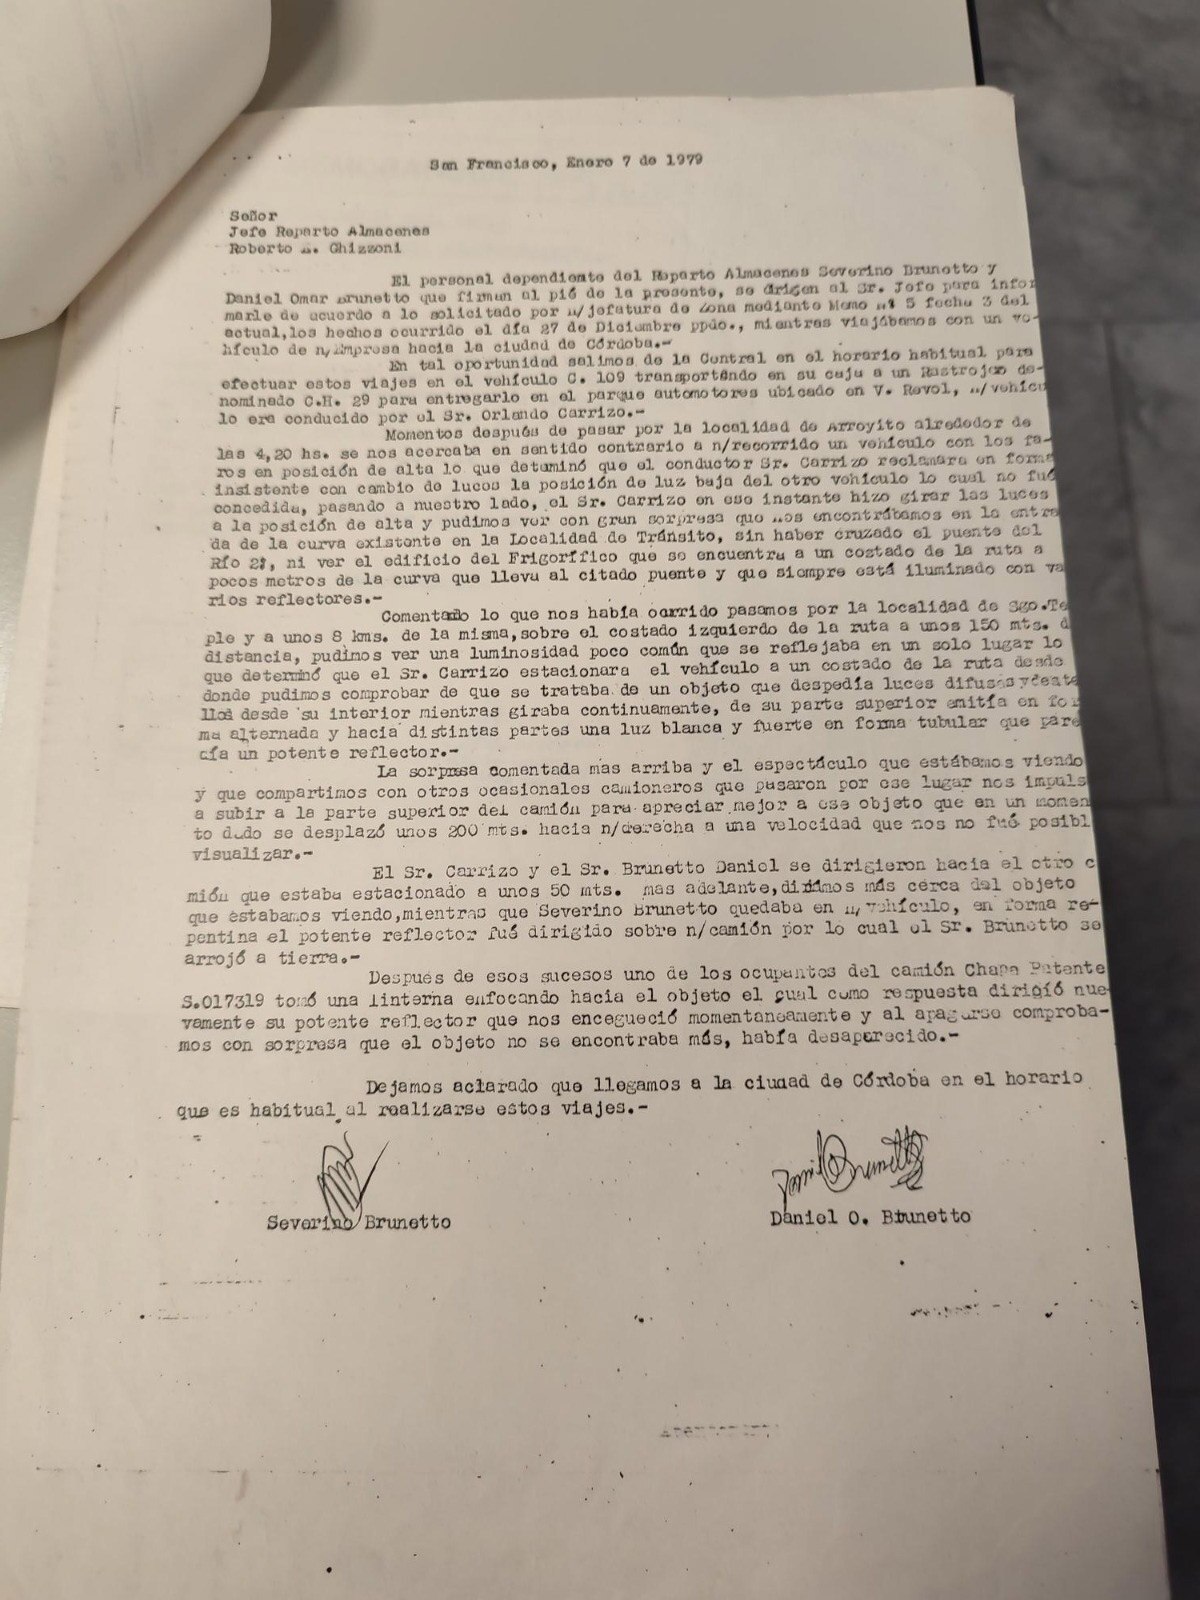 San Francisco, Enero 7 de 1979
Señor
Jefe Reparto Almacenes
Roberto Ghizzoni
El personal dependiente del Reparto Almacenes Severino Brunetto y
Daniel Omar Brunetto que firman al pié de la presente, se dirigen al Sr. Jefe para infor
marle de acuerdo a lo solicitado por n/jefatura de Zona mediante Memo Nº 5 fecha 3 del
actual,los hechos ocurrido el día 27 de Diciembre ppdo., mientras viajábamos con un ve-
hículo de n/Empresa hacia la ciudad de Córdoba.-
En tal oportunidad salimos de la Central en el horario habitual para
efectuar estos viajes en el vehículo C. 109 transportando en su caja a un Rastrojero de-
nominado C.H. 29 para entregarlo en el parque automotores ubicado en V. Revol, n/vehícu
lo era conducido por el Sr. Orlando Carrizo.-
Momentos después de pasar por la localidad de Arroyito alrededor de
las 4,20 hs. se nos acercaba en sentido contrario a n/recorrido un vehículo con los fa-
ros en posición de alta lo que detuminó que el conductor Sr. Carrizo reclamara en forma
insistente con cambio de luces la posición de luz baja del otro vehículo lo cual no fué
concedida, pasando a nuestro lado, el Sr. Carrizo en ese instante hizo girar las luces
a la posición de alta y pudimos ver con gran sorpresa que nos encontrábamos en la entra
da de la curva existente en la Localidad de Tránsito, sin haber cruzado el puente del
Río 2º, ni ver el edificio del Frigorífico que se encuentra a un costado de la ruta a
pocos metros de la curva que lleva al citado puente y que siempre está iluminado con va
rios reflectores.-
Comentado lo que nos había ocurrido pasamos por la localidad de Sgo.Te
ple y a unos 8 kms. de la misma,sobre el costado izquierdo de la ruta a unos 150 mts. d
distancia, pudimos ver una luminosidad poco común que se reflejaba en un solo lugar lo
que determinó que el Sr. Carrizo estacionara el vehículo a un costado de la ruta desde
donde pudimos comprobar de que se trataba de un objeto que despedía luces difusas y deste
llos desde su interior mientras giraba continuamente, de su parte superior emitía en for
ma alternada y hacia distintas partes una luz blanca y fuerte en forma tubular que pare
cía un potente reflector.-
La sorpresa comentada mas arriba y el espectáculo que estábamos viendo
y que compartimos con otros ocasionales camioneros que pasaron por ese lugar nos impuls
a subir a la parte superior del camión para apreciar mejor a ese objeto que en un momen
to dado se desplazó unos 200 mts. hacia n/derecha a una velocidad que nos no fué posibl
visualizar.-
El Sr. Carrizo y el Sr. Brunetto Daniel se dirigieron hacia el otro c
mión que estaba estacionado a unos 50 mts. mas adelante, más cerca del objeto
que estabamos viendo,mientras que Severino Brunetto quedaba en n/vehículo, en forma re-
pentina el potente reflector fué dirigido sobre n/camión por lo cual el Sr. Brunetto se
arrojó a tierra.-
Después de esos sucesos uno de los ocupantes del camión Chapa Patente
S.017319 tomó una linterna enfocando hacia el objeto el cual como respuesta dirigió nue
vamente su potente reflector que nos encegueció momentaneamente y al apagarse comproba-
mos con sorpresa que el objeto no se encontraba más, había desaparecido.-
Dejamos aclarado que llegamos a la ciudad de Córdoba en el horario
que es habitual al realizarse estos viajes.-
Daniel Brunetto
Severino Brunetto
Daniel O. Brunetto